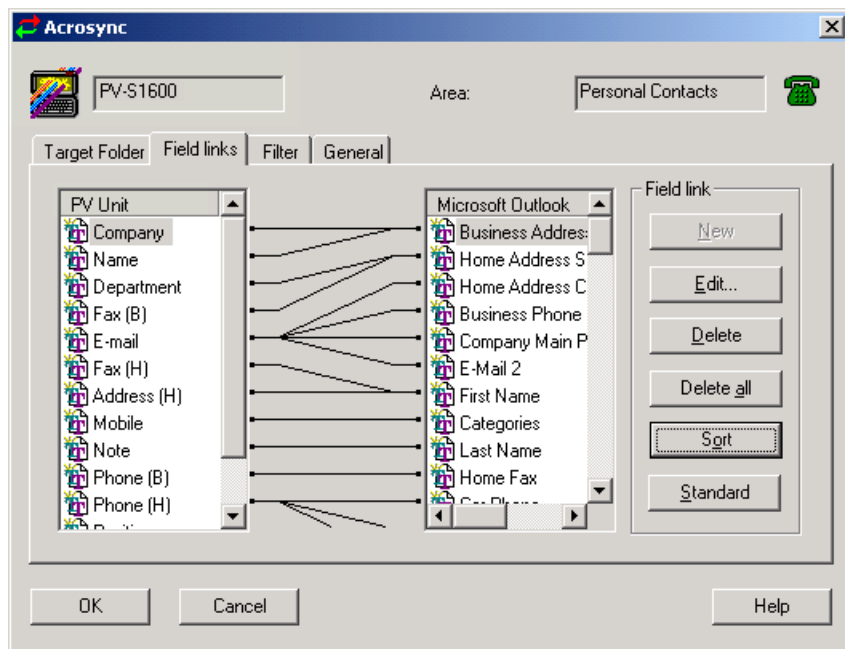 Acrosync
PV-S1600
Area:
Personal Contacts
Target Folder
Field links
Filter
General
PV Unit
Company
Name
Department
Fax (B)
E-mail
Fax (H)
Address (H)
Mobile
Note
Phone (B)
Phone (H)
Microsoft Outlook
Business Addres
Home Address S
Home Address C
Business Phone
Company Main P
E-Mail 2
First Name
Categories
Last Name
Home Fax
Field link
New
Edit...
Delete
Delete all
Sort
Standard
OK
Cancel
Help